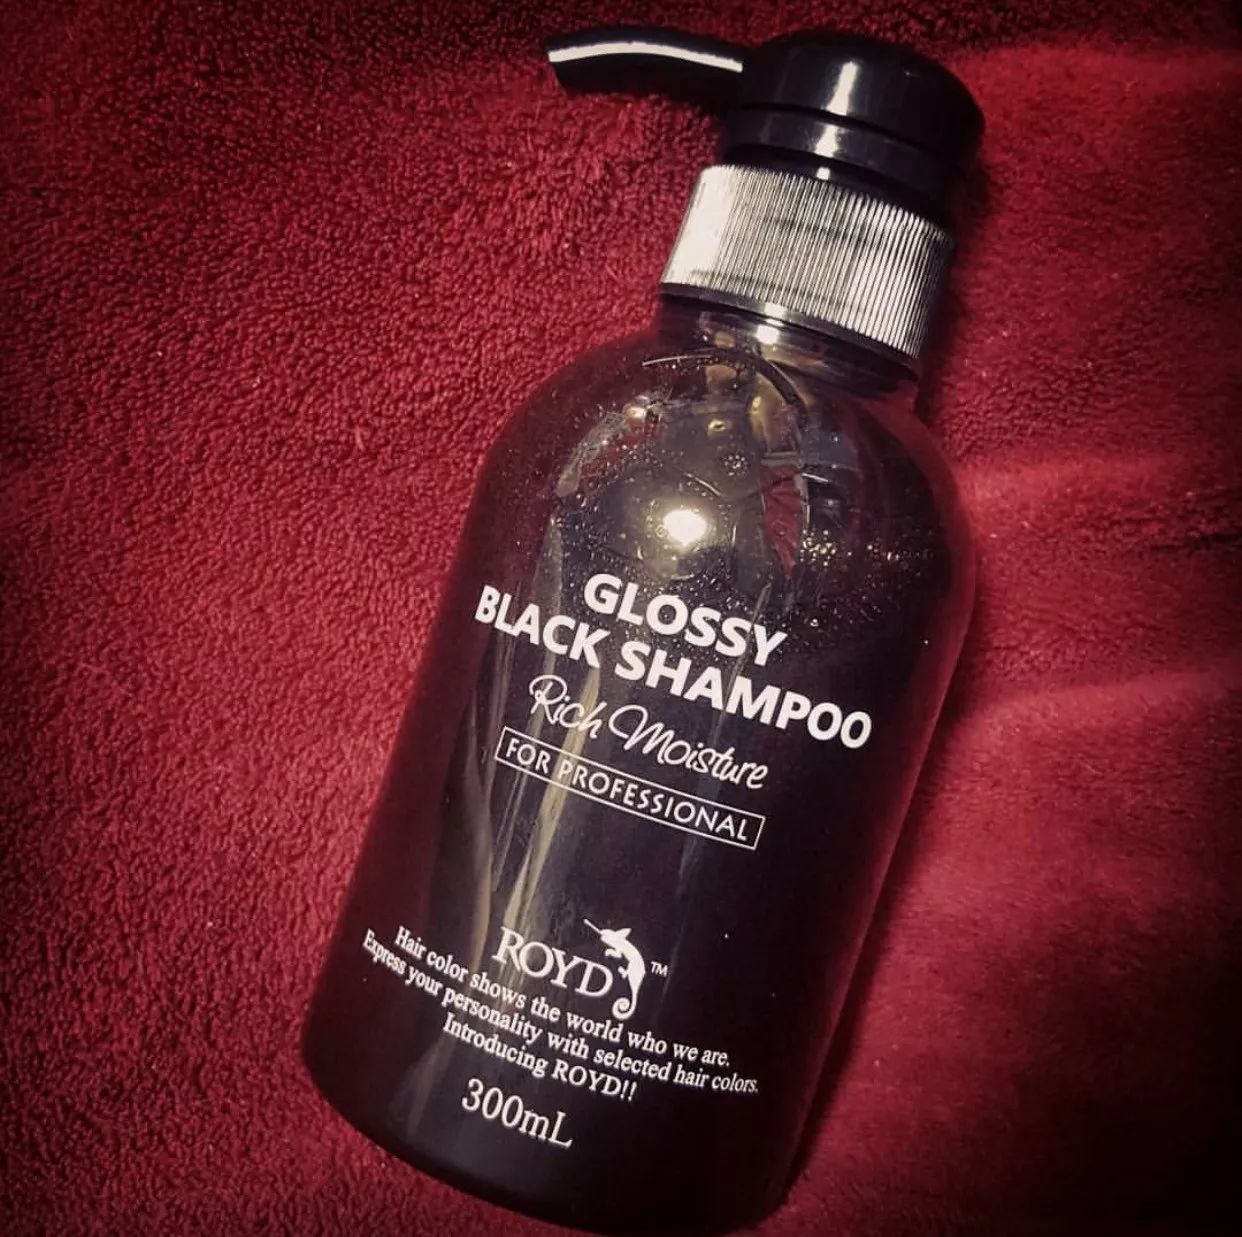 GLOSSY
BLACK SHAMPOO
Rich Moisture
FOR PROFESSIONAL
ROYD™
Hair color shows the world who we are.
Express your personality with selected hair colors.
Introducing ROYD!!
300mL